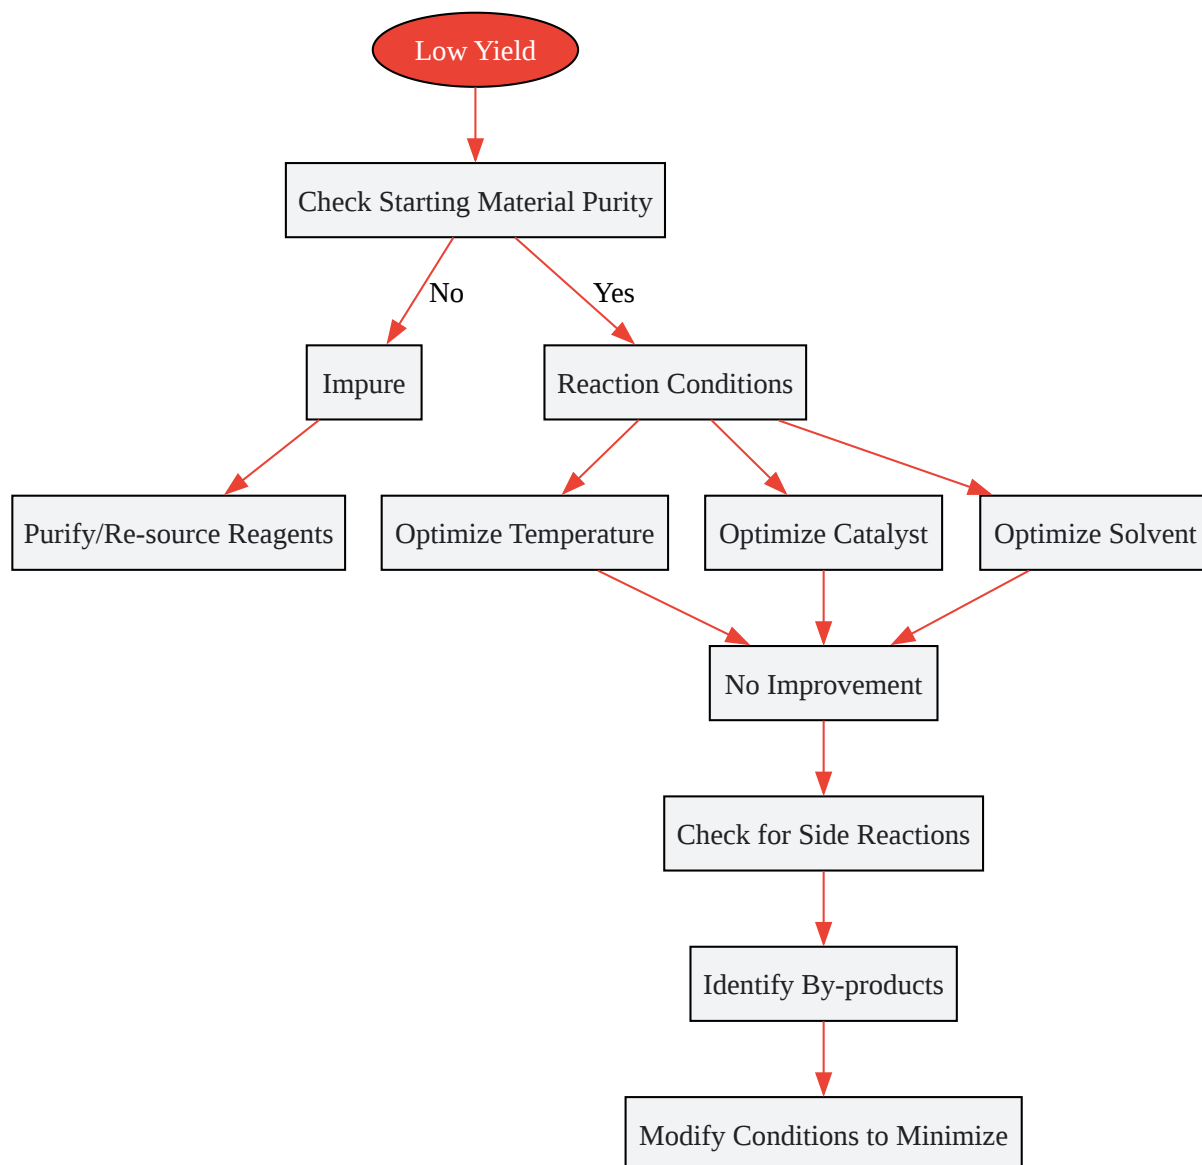 Low Yield
Check Starting Material Purity
No
Yes
Impure
Reaction Conditions
Purify/Re-source Reagents
Optimize Temperature
Optimize Catalyst
Optimize Solvent
No Improvement
Check for Side Reactions
Identify By-products
Modify Conditions to Minimize